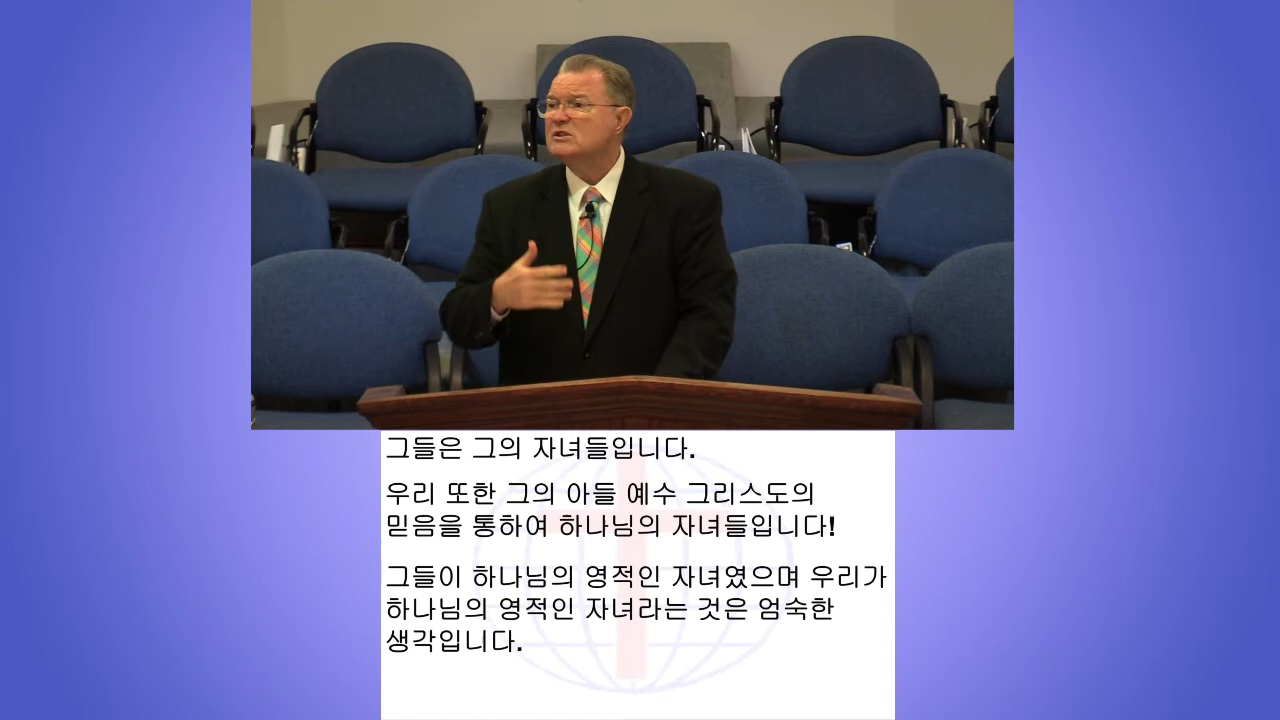 그들은 그의 자녀들입니다.
우리 또한 그의 아들 예수 그리스도의
믿음을 통하여 하나님의 자녀들입니다!
그들이 하나님의 영적인 자녀였으며 우리가
하나님의 영적인 자녀라는 것은 엄숙한
생각입니다.